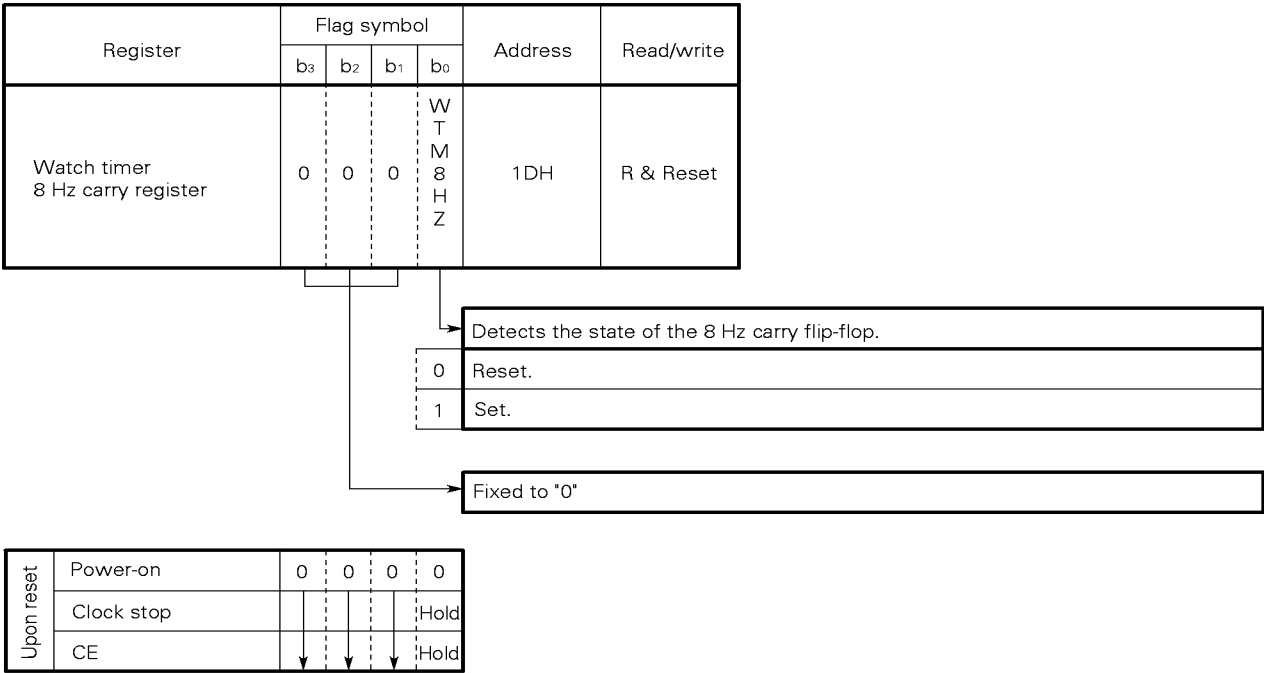 Register
Flag symbol
Address
Read/write
b3 b2 b1 b0
Watch timer
8 Hz carry register
0 0 0
W
T
M
8
H
Z
1DH
R & Reset
Detects the state of the 8 Hz carry flip-flop.
0 Reset.
1 Set.
Fixed to "0"
Upon reset
Power-on 0 0 0 0
Clock stop Hold
CE Hold